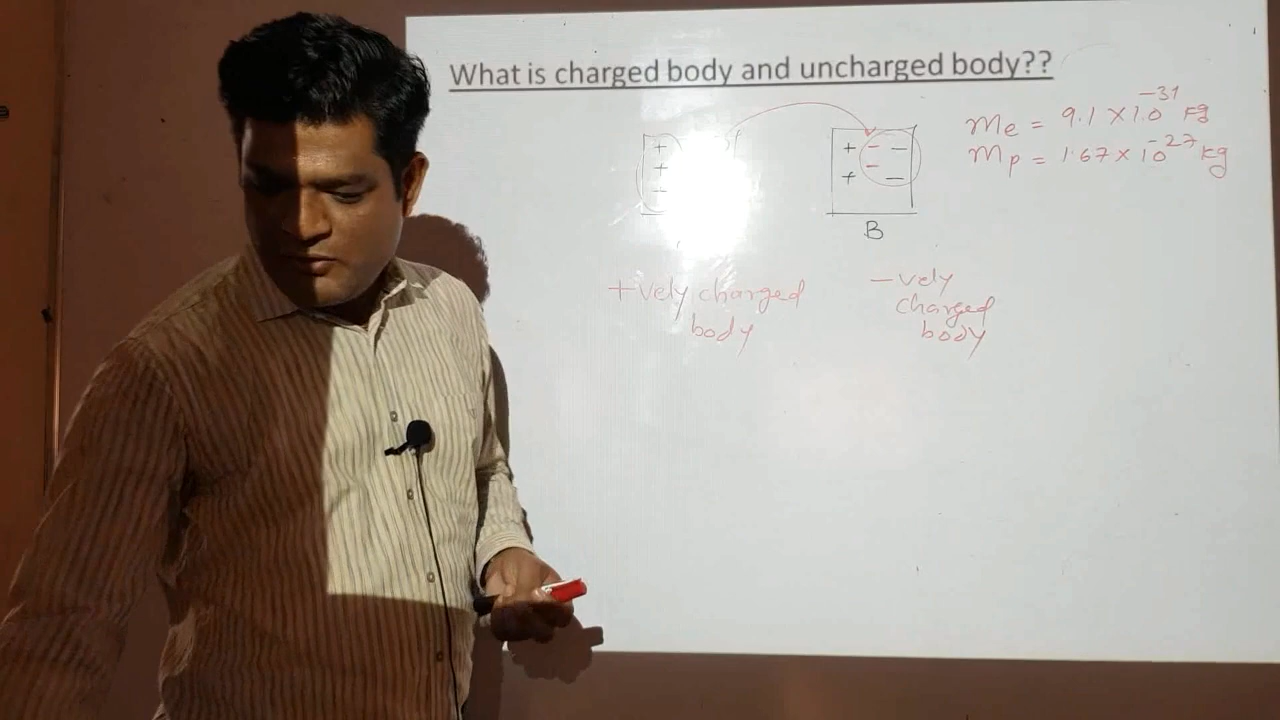 What is charged body and uncharged body??
me = 9.1 × 10⁻³¹ Kg
mp = 1.67 × 10⁻²⁷ kg
+ + − −
+ −
+ −
−
B
+vely charged
body
−vely
charged
body